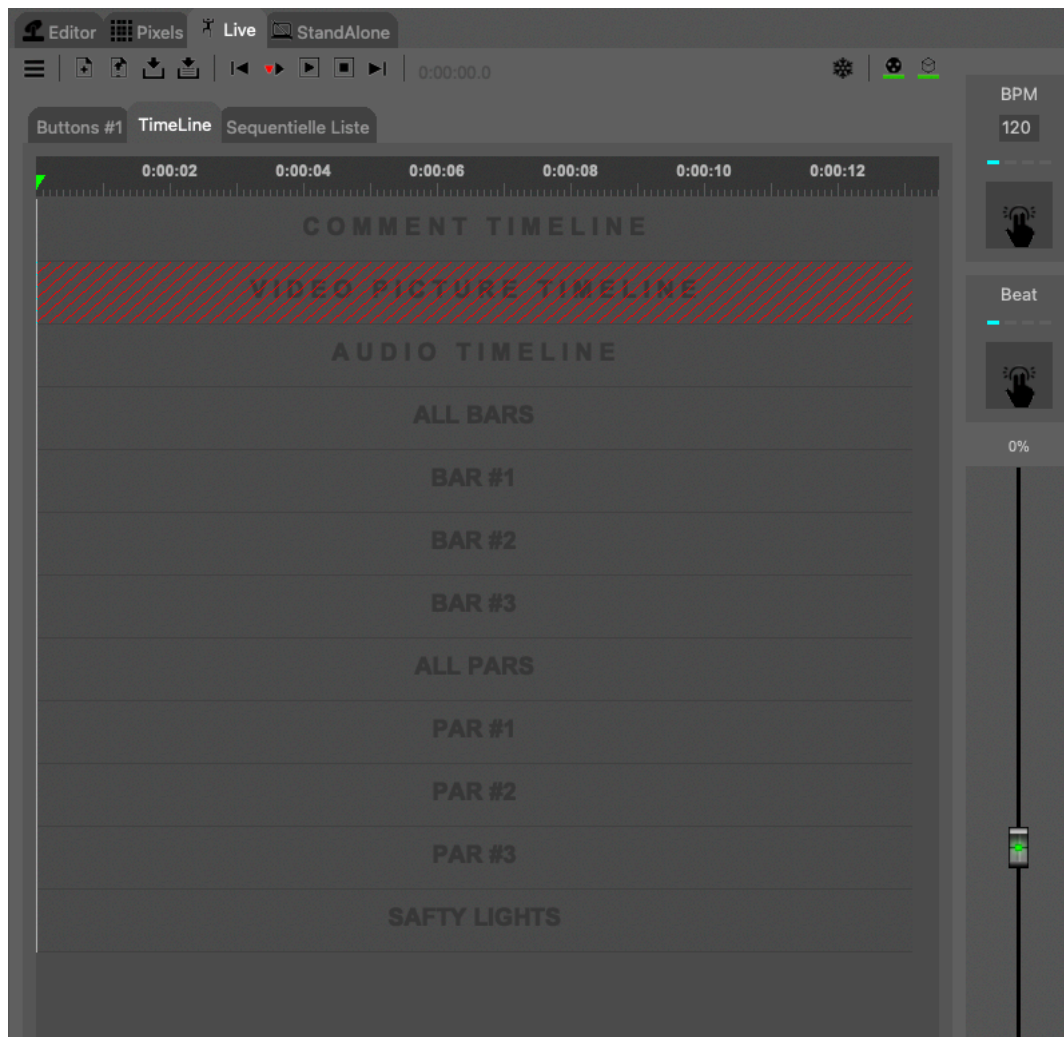 Editor Pixels Live StandAlone
0:00:00.0
BPM
120
Buttons #1 TimeLine Sequentielle Liste
0:00:02 0:00:04 0:00:06 0:00:08 0:00:10 0:00:12
COMMENT TIMELINE
VIDEO PICTURE TIMELINE
Beat
AUDIO TIMELINE
ALL BARS
0%
BAR #1
BAR #2
BAR #3
ALL PARS
PAR #1
PAR #2
PAR #3
SAFTY LIGHTS